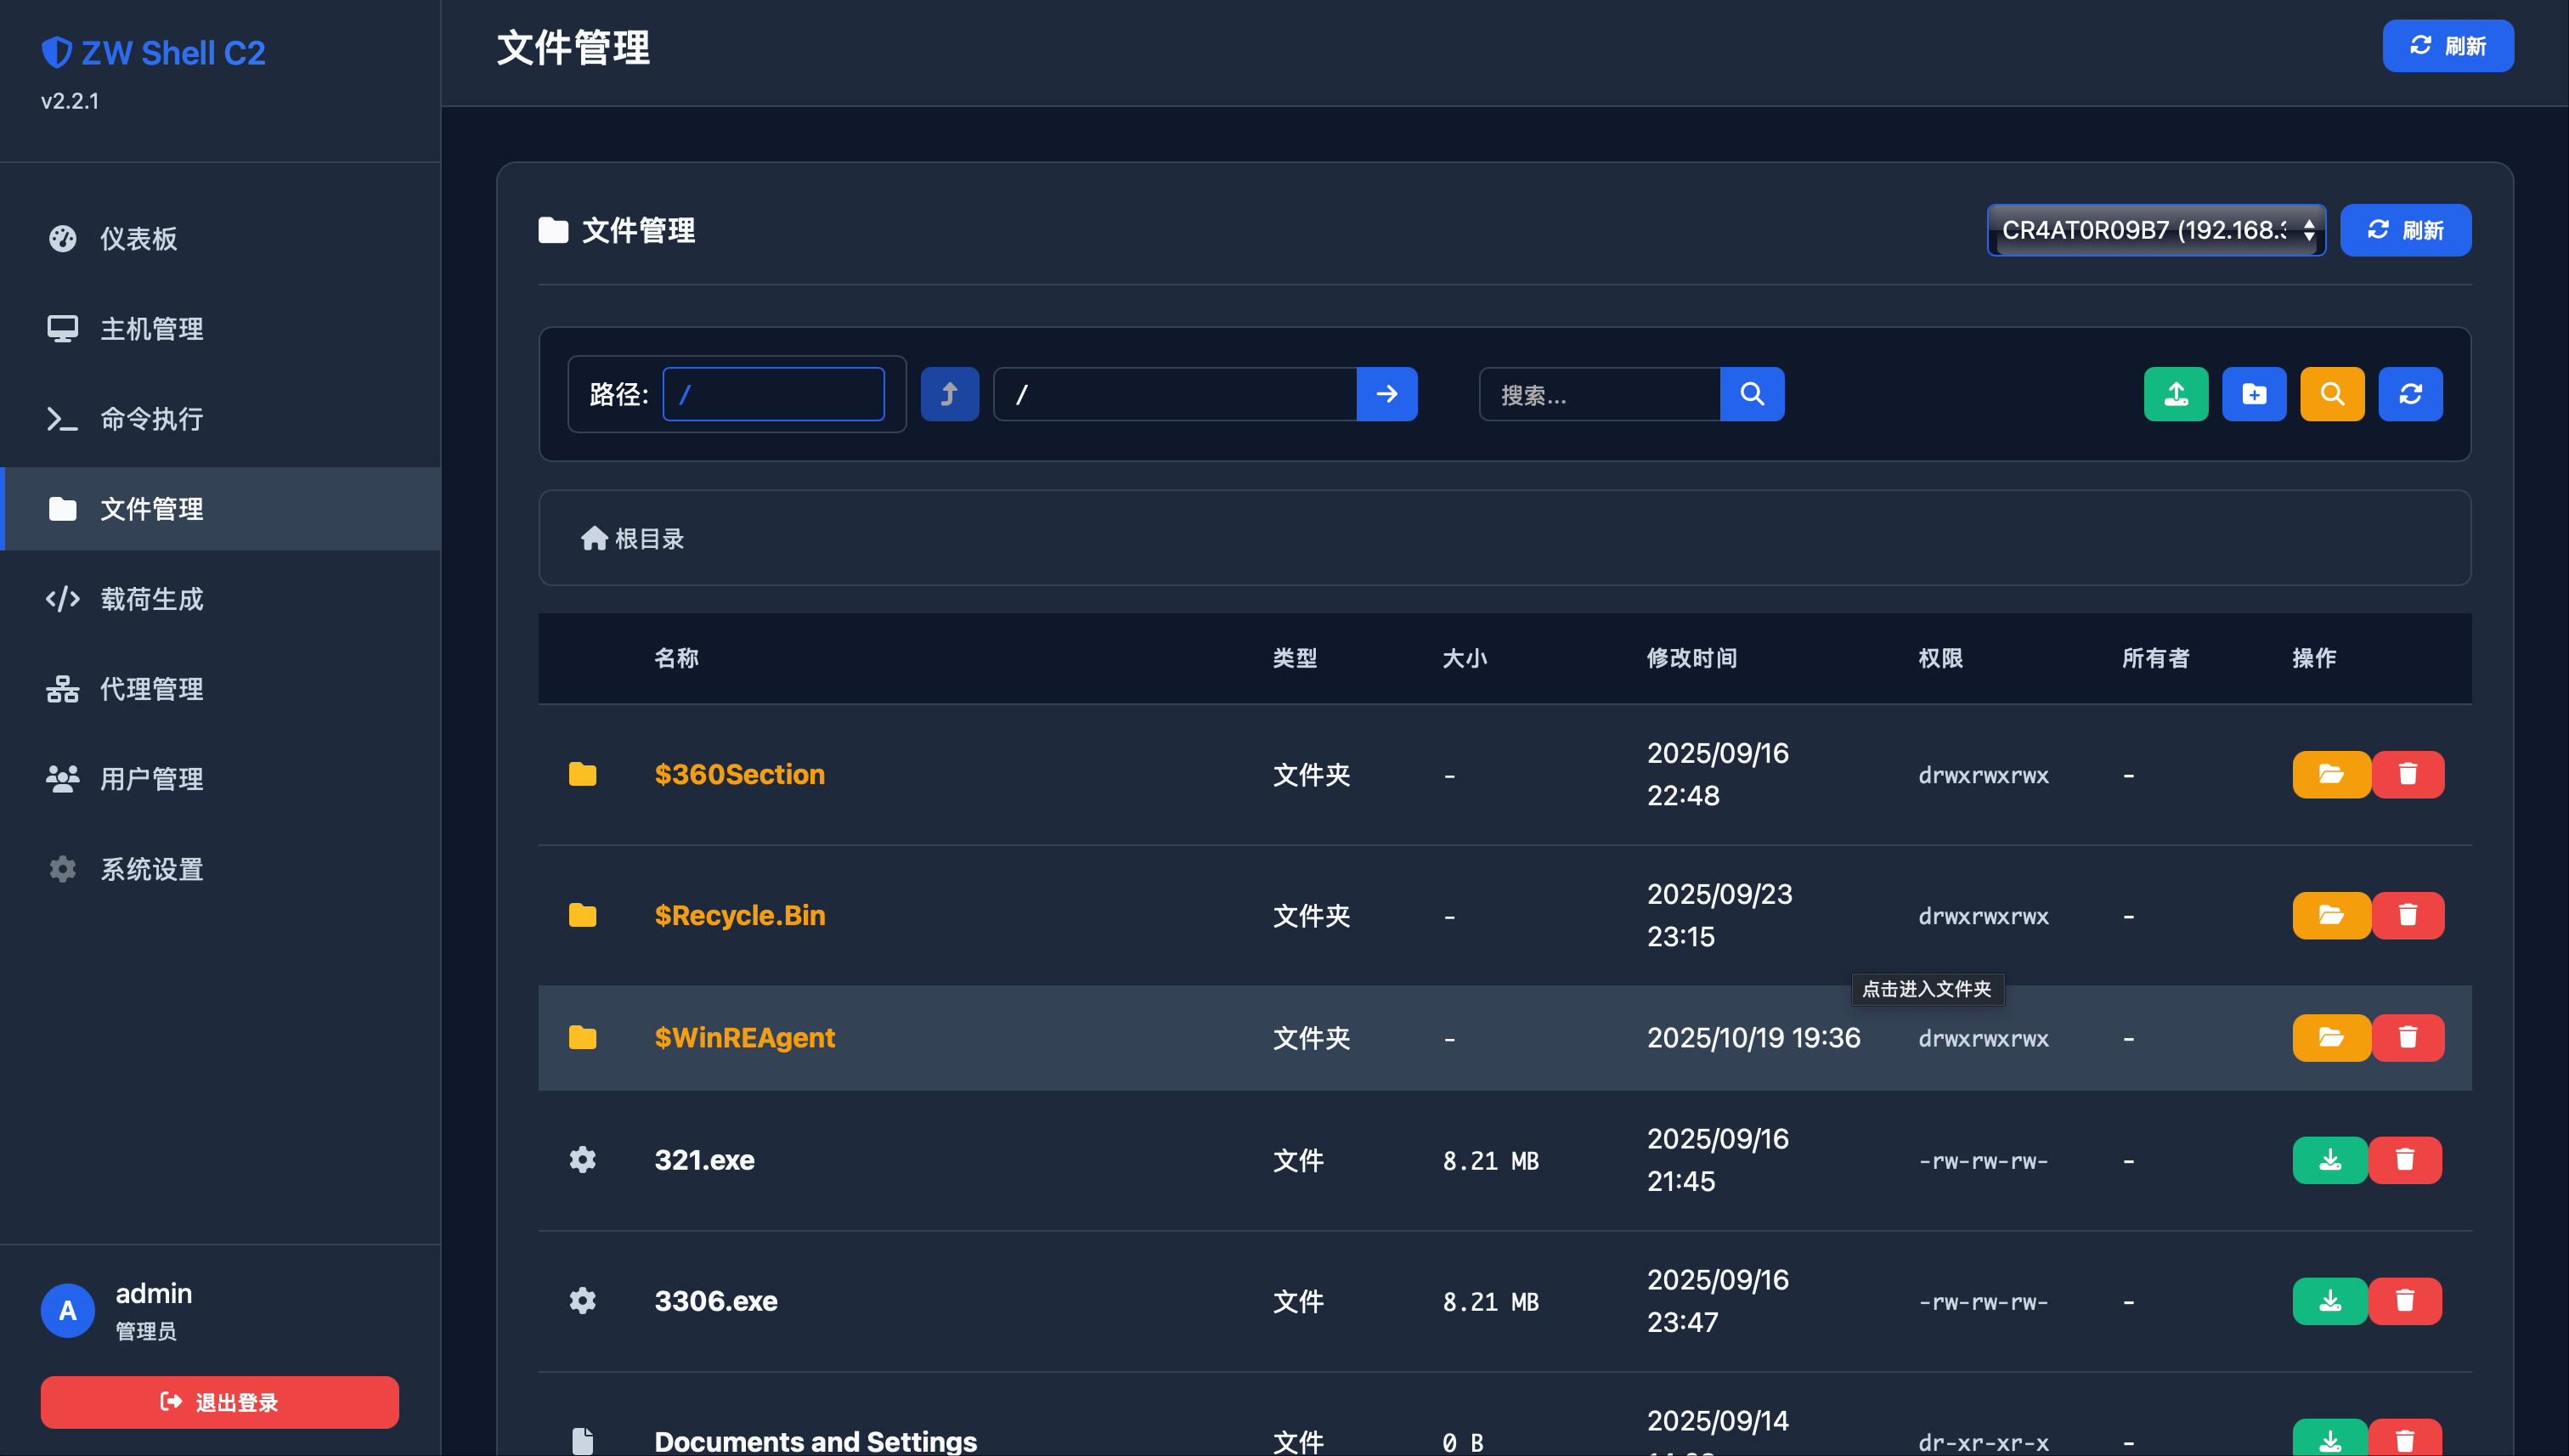 ZW Shell C2
v2.2.1
仪表板
主机管理
命令执行
文件管理
载荷生成
代理管理
用户管理
系统设置
A
admin
管理员
退出登录
文件管理
刷新
文件管理
CR4AT0R09B7 (192.168.
刷新
路径: /
/
搜索...
根目录
名称 类型 大小 修改时间 权限 所有者 操作
$360Section 文件夹 - 2025/09/16 22:48 drwxrwxrwx -
$Recycle.Bin 文件夹 - 2025/09/23 23:15 drwxrwxrwx -
点击进入文件夹
$WinREAgent 文件夹 - 2025/10/19 19:36 drwxrwxrwx -
321.exe 文件 8.21 MB 2025/09/16 21:45 -rw-rw-rw- -
3306.exe 文件 8.21 MB 2025/09/16 23:47 -rw-rw-rw- -
Documents and Settings 文件 0 B 2025/09/14 dr-xr-xr-x -